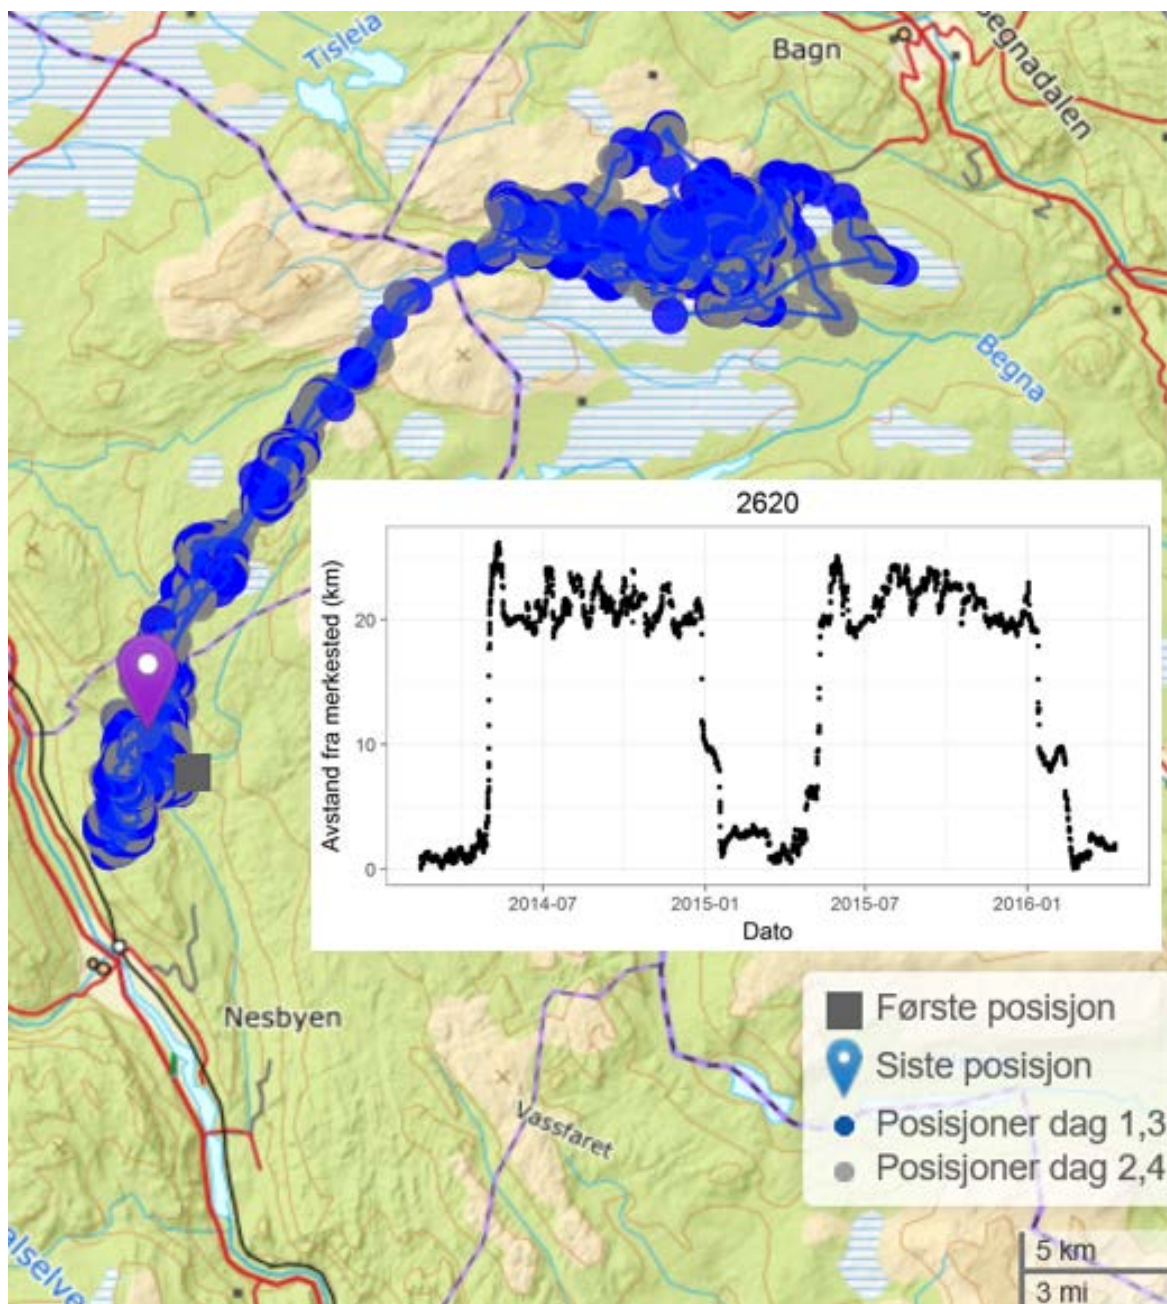 Tisleia
Bagn
Begnadalen
Begna
2620
Avstand fra merkested (km)
20
10
0
2014-07
2015-01
2015-07
2016-01
Dato
Nesbyen
Vassfaret
Første posisjon
Siste posisjon
Posisjoner dag 1,3
Posisjoner dag 2,4
alselve
5 km
3 mi